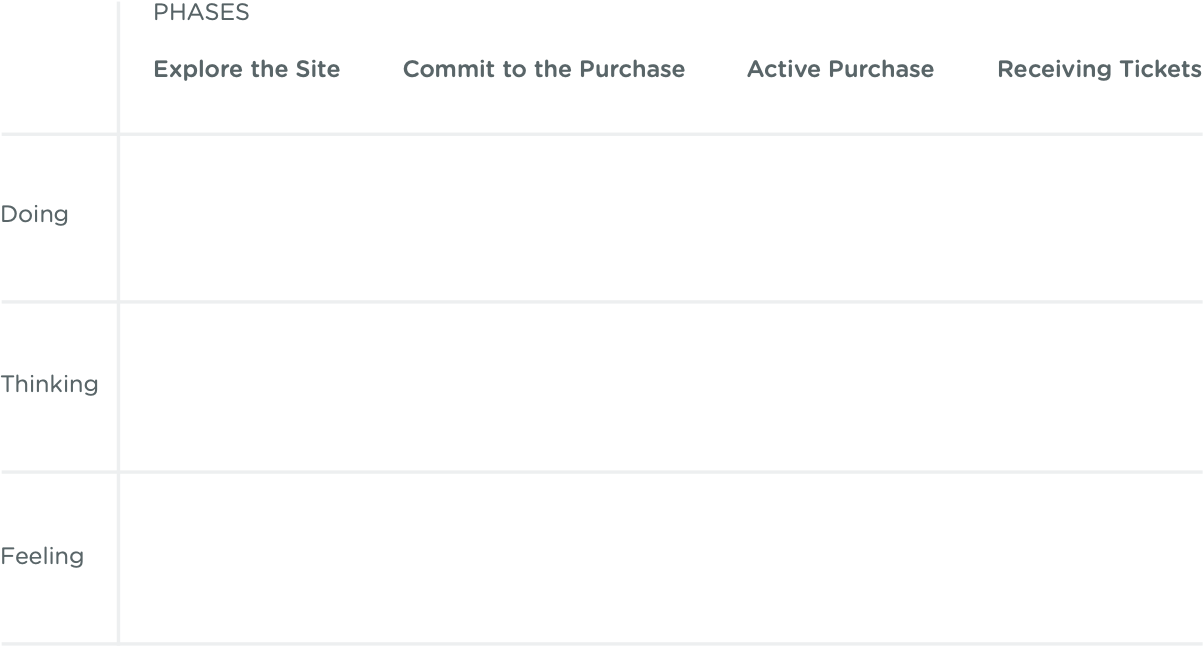 PHASES
Explore the Site Commit to the Purchase Active Purchase Receiving Tickets
Doing
Thinking
Feeling